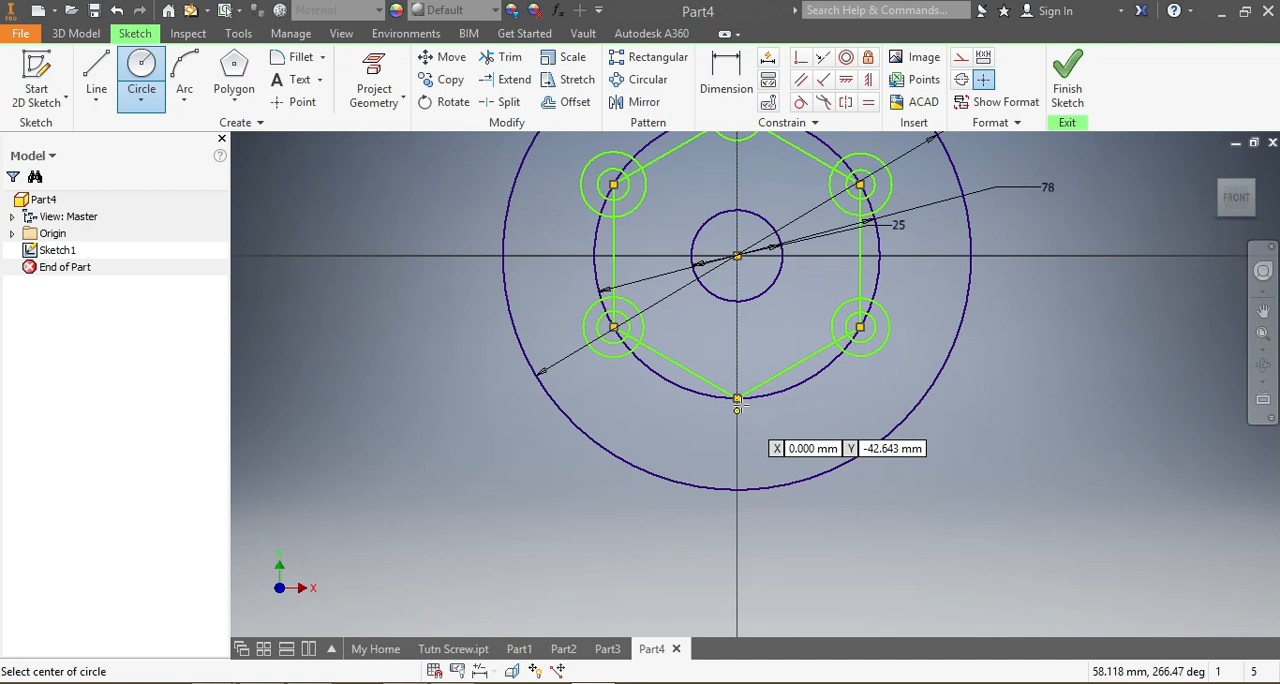 Material
Default
Part4
Search Help & Commands...
Sign In
PRO
File
3D Model
Sketch
Inspect
Tools
Manage
View
Environments
BIM
Get Started
Vault
Autodesk A360
Start
2D Sketch
Line
Circle
Arc
Polygon
Fillet
Text
Point
Project
Geometry
Move
Copy
Rotate
Trim
Extend
Split
Scale
Stretch
Offset
Rectangular
Circular
Mirror
Dimension
Image
Points
ACAD
Show Format
Finish
Sketch
Sketch
Create
Modify
Pattern
Constrain
Insert
Format
Exit
Model
Part4
View: Master
Origin
Sketch1
End of Part
FRONT
78
25
X 0.000 mm Y -42.643 mm
X
My Home
Tutn Screw.ipt
Part1
Part2
Part3
Part4
Select center of circle
58.118 mm, 266.47 deg 1 5